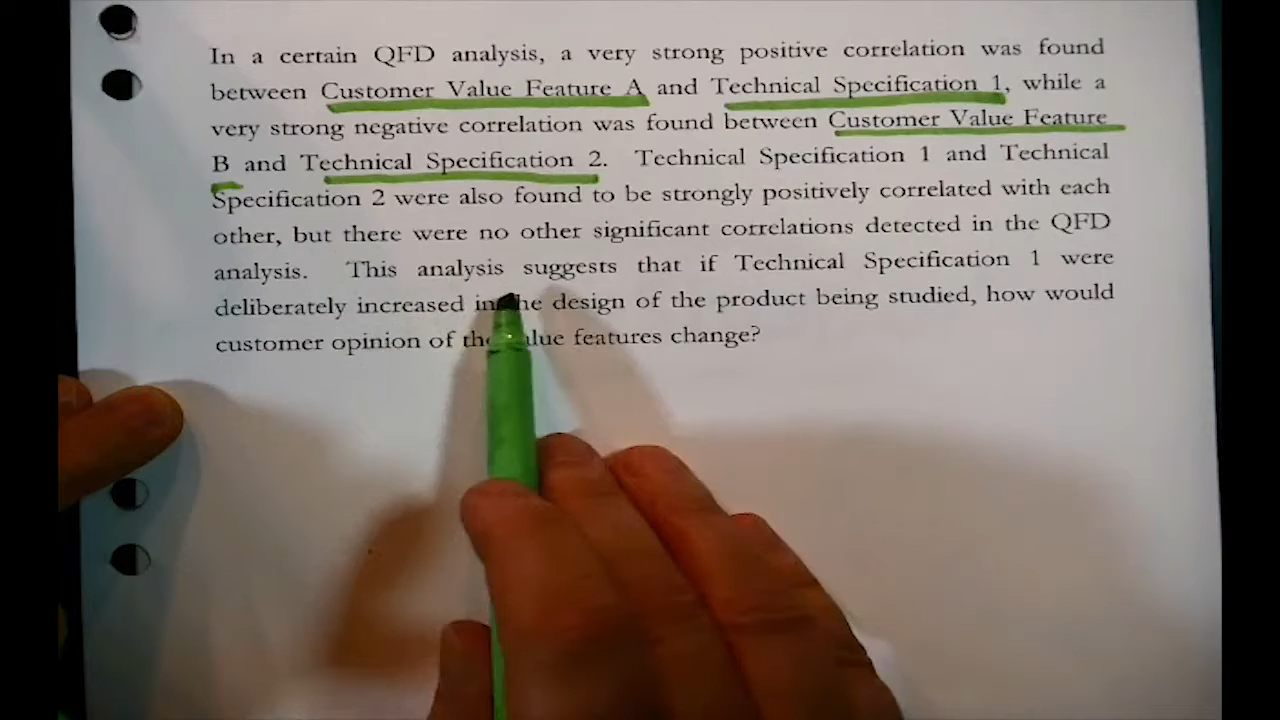 In a certain QFD analysis, a very strong positive correlation was found
between Customer Value Feature A and Technical Specification 1, while a
very strong negative correlation was found between Customer Value Feature
B and Technical Specification 2. Technical Specification 1 and Technical
Specification 2 were also found to be strongly positively correlated with each
other, but there were no other significant correlations detected in the QFD
analysis. This analysis suggests that if Technical Specification 1 were
deliberately increased in the design of the product being studied, how would
customer opinion of the value features change?